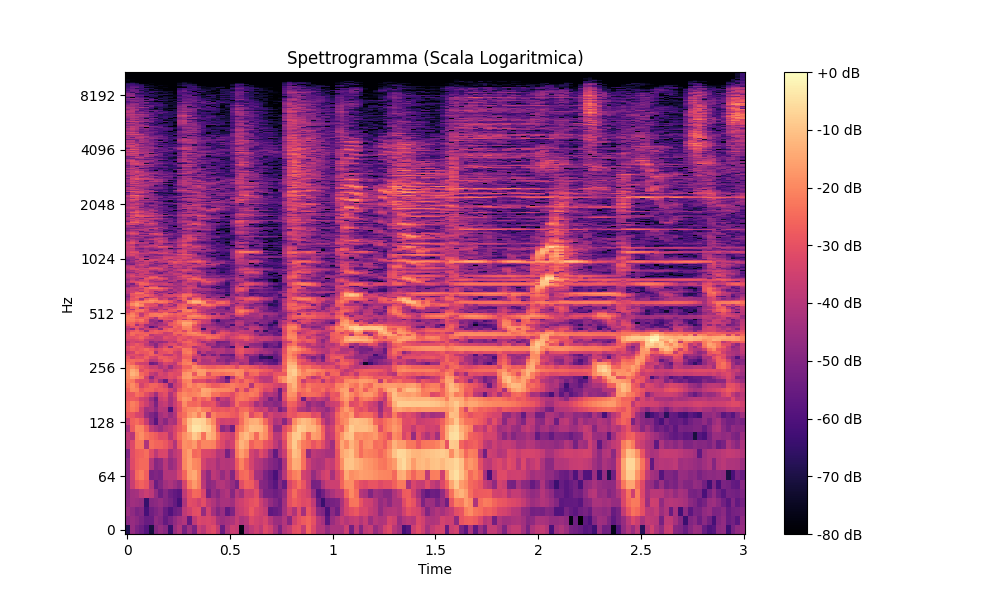 Spettrogramma (Scala Logaritmica)
Hz
8192
4096
2048
1024
512
256
128
64
0
0 0.5 1 1.5 2 2.5 3
Time
+0 dB
-10 dB
-20 dB
-30 dB
-40 dB
-50 dB
-60 dB
-70 dB
-80 dB